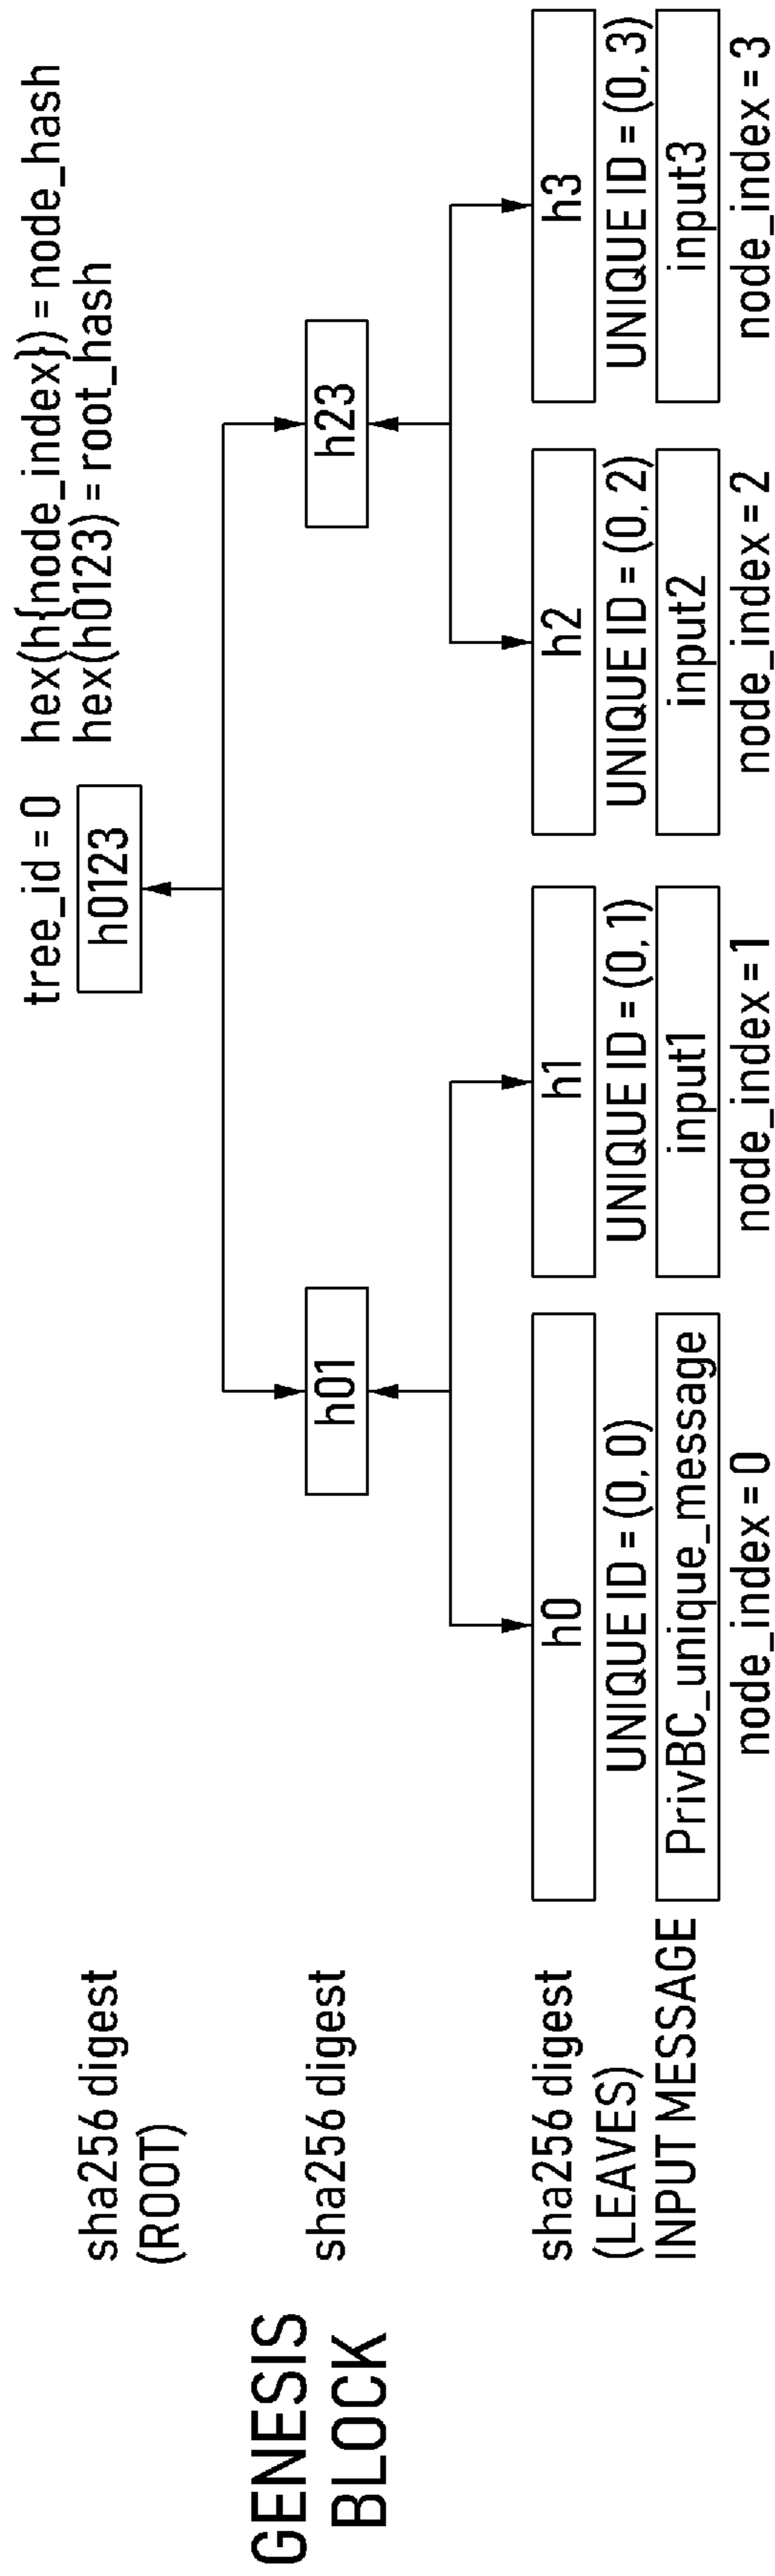 tree_id = 0
hex(h{node_index}) = node_hash
hex(h0123) = root_hash
sha256 digest
(ROOT)
h0123
GENESIS
BLOCK
sha256 digest
h01
h23
sha256 digest
(LEAVES)
h0
h1
h2
h3
UNIQUE ID = (0, 0)
UNIQUE ID = (0, 1)
UNIQUE ID = (0, 2)
UNIQUE ID = (0, 3)
INPUT MESSAGE
PrivBC_unique_message
input1
input2
input3
node_index = 0
node_index = 1
node_index = 2
node_index = 3